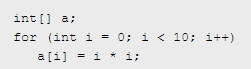 int[] a;
for (int i = 0; i < 10; i++)
   a[i] = i * i;